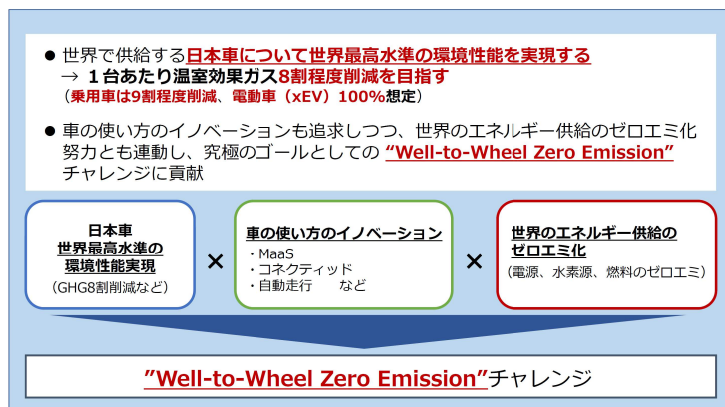 ● 世界で供給する日本車について世界最高水準の環境性能を実現する
→ １台あたり温室効果ガス8割程度削減を目指す
（乗用車は9割程度削減、電動車（xEV）100%想定）
● 車の使い方のイノベーションも追求しつつ、世界のエネルギー供給のゼロエミ化
努力とも連動し、究極のゴールとしての “Well-to-Wheel Zero Emission”
チャレンジに貢献
日本車
世界最高水準の
環境性能実現
（GHG8割削減など）
×
車の使い方のイノベーション
・MaaS
・コネクティッド
・自動走行　　など
×
世界のエネルギー供給の
ゼロエミ化
（電源、水素源、燃料のゼロエミ）
”Well-to-Wheel Zero Emission”チャレンジ